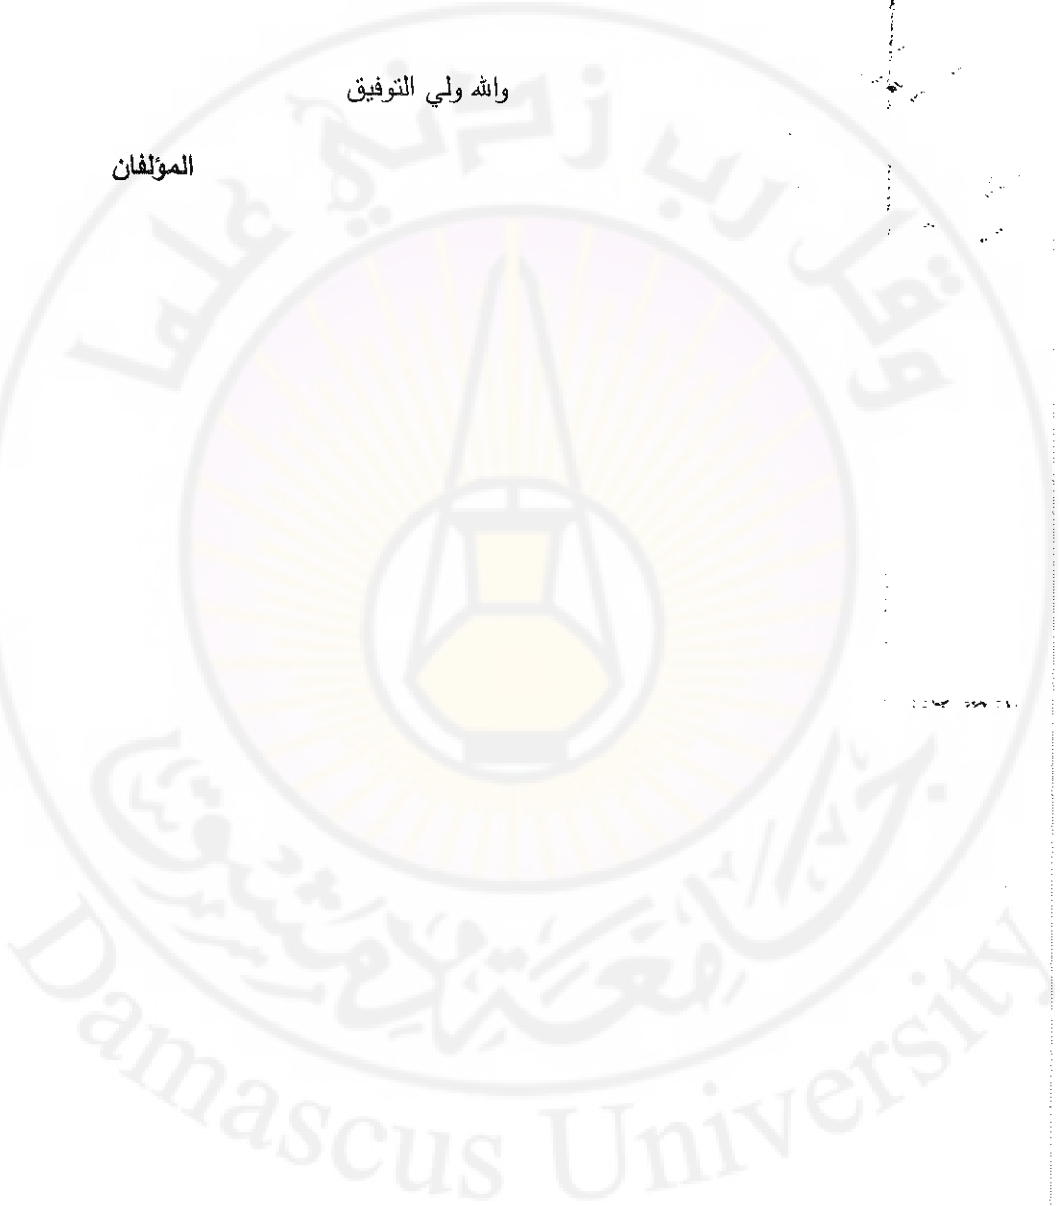 والله ولي التوفيق
المؤلفان
وقل رب زدني علما
جامعة دمشق
Damascus University